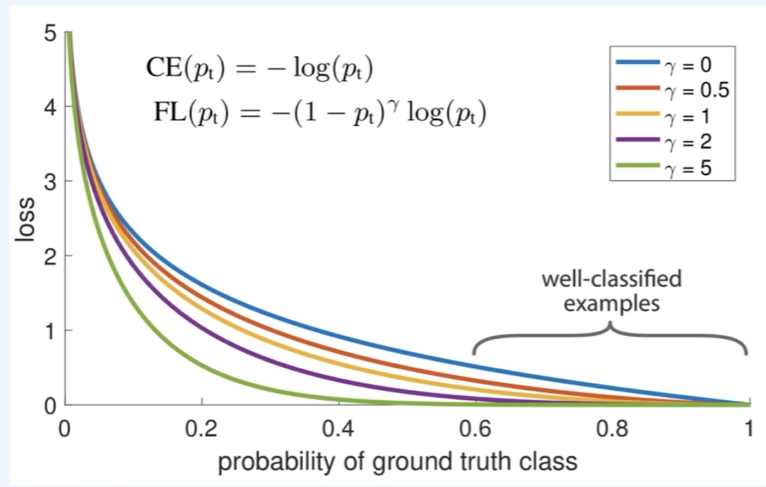 CE(pₜ) = − log(pₜ)
FL(pₜ) = −(1 − pₜ)^γ log(pₜ)
γ = 0
γ = 0.5
γ = 1
γ = 2
γ = 5
well-classified
examples
5
4
3
2
1
0
loss
0 0.2 0.4 0.6 0.8 1
probability of ground truth class